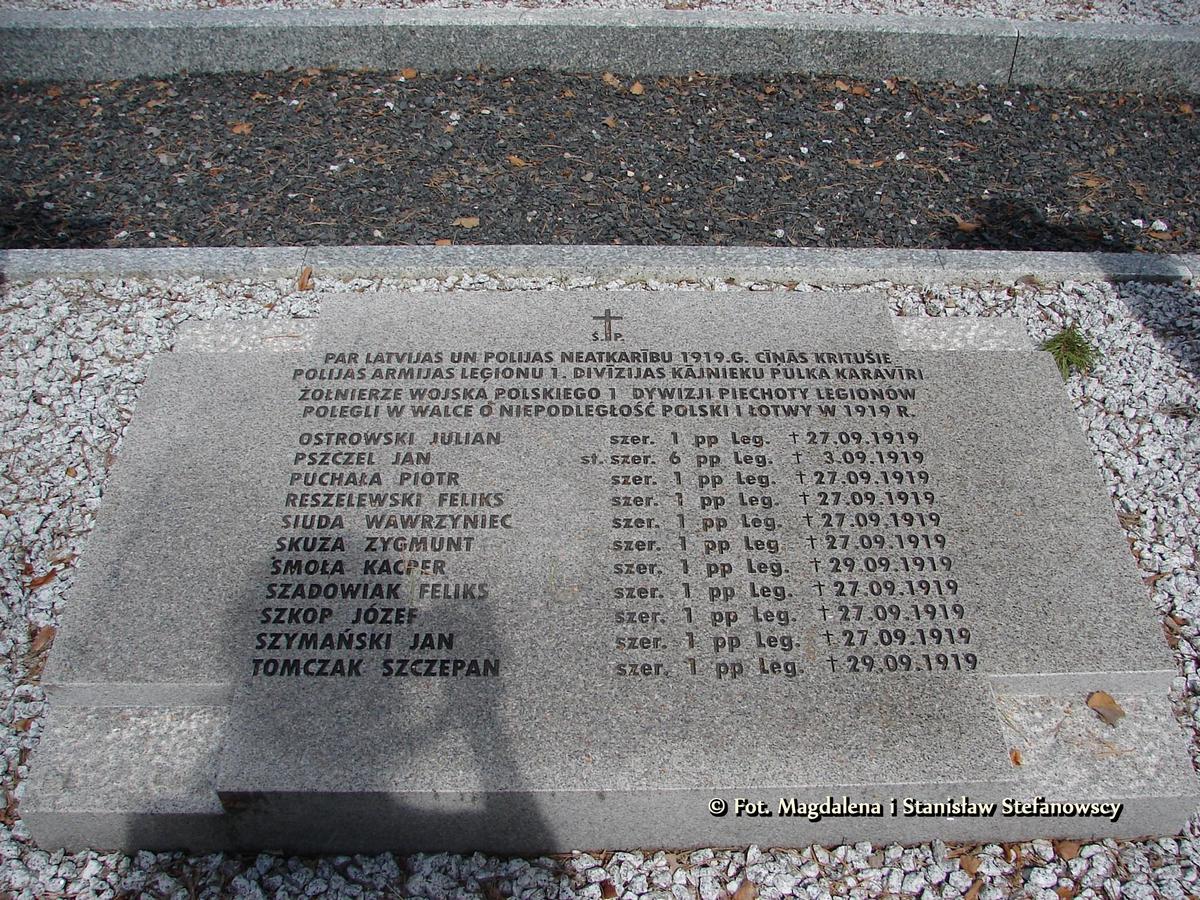 Ś. P.
PAR LATVIJAS UN POLIJAS NEATKARĪBU 1919.G. CĪŅĀS KRITUŠIE
POLIJAS ARMIJAS LEĢIONU 1. DIVĪZIJAS KĀJNIEKU PULKA KARAVĪRI
ŻOŁNIERZE WOJSKA POLSKIEGO 1 DYWIZJI PIECHOTY LEGIONÓW
POLEGLI W WALCE O NIEPODLEGŁOŚĆ POLSKI I ŁOTWY W 1919 R.
OSTROWSKI JULIAN szer. 1 pp Leg. † 27.09.1919
PSZCZEL JAN st. szer. 6 pp Leg. † 3.09.1919
PUCHAŁA PIOTR szer. 1 pp Leg. † 27.09.1919
RESZELEWSKI FELIKS szer. 1 pp Leg. † 27.09.1919
SIUDA WAWRZYNIEC szer. 1 pp Leg. † 27.09.1919
SKUZA ZYGMUNT szer. 1 pp Leg. † 27.09.1919
SMOŁA KACPER szer. 1 pp Leg. † 29.09.1919
SZADOWIAK FELIKS szer. 1 pp Leg. † 27.09.1919
SZKOP JÓZEF szer. 1 pp Leg. † 27.09.1919
SZYMAŃSKI JAN szer. 1 pp Leg. † 27.09.1919
TOMCZAK SZCZEPAN szer. 1 pp Leg. † 29.09.1919
© Fot. Magdalena i Stanisław Stefanowscy